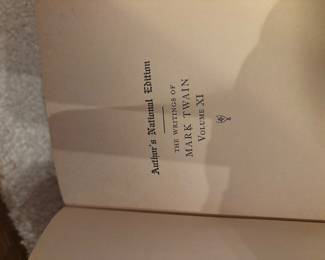 Author's National Edition
THE WRITINGS OF
MARK TWAIN
VOLUME XI